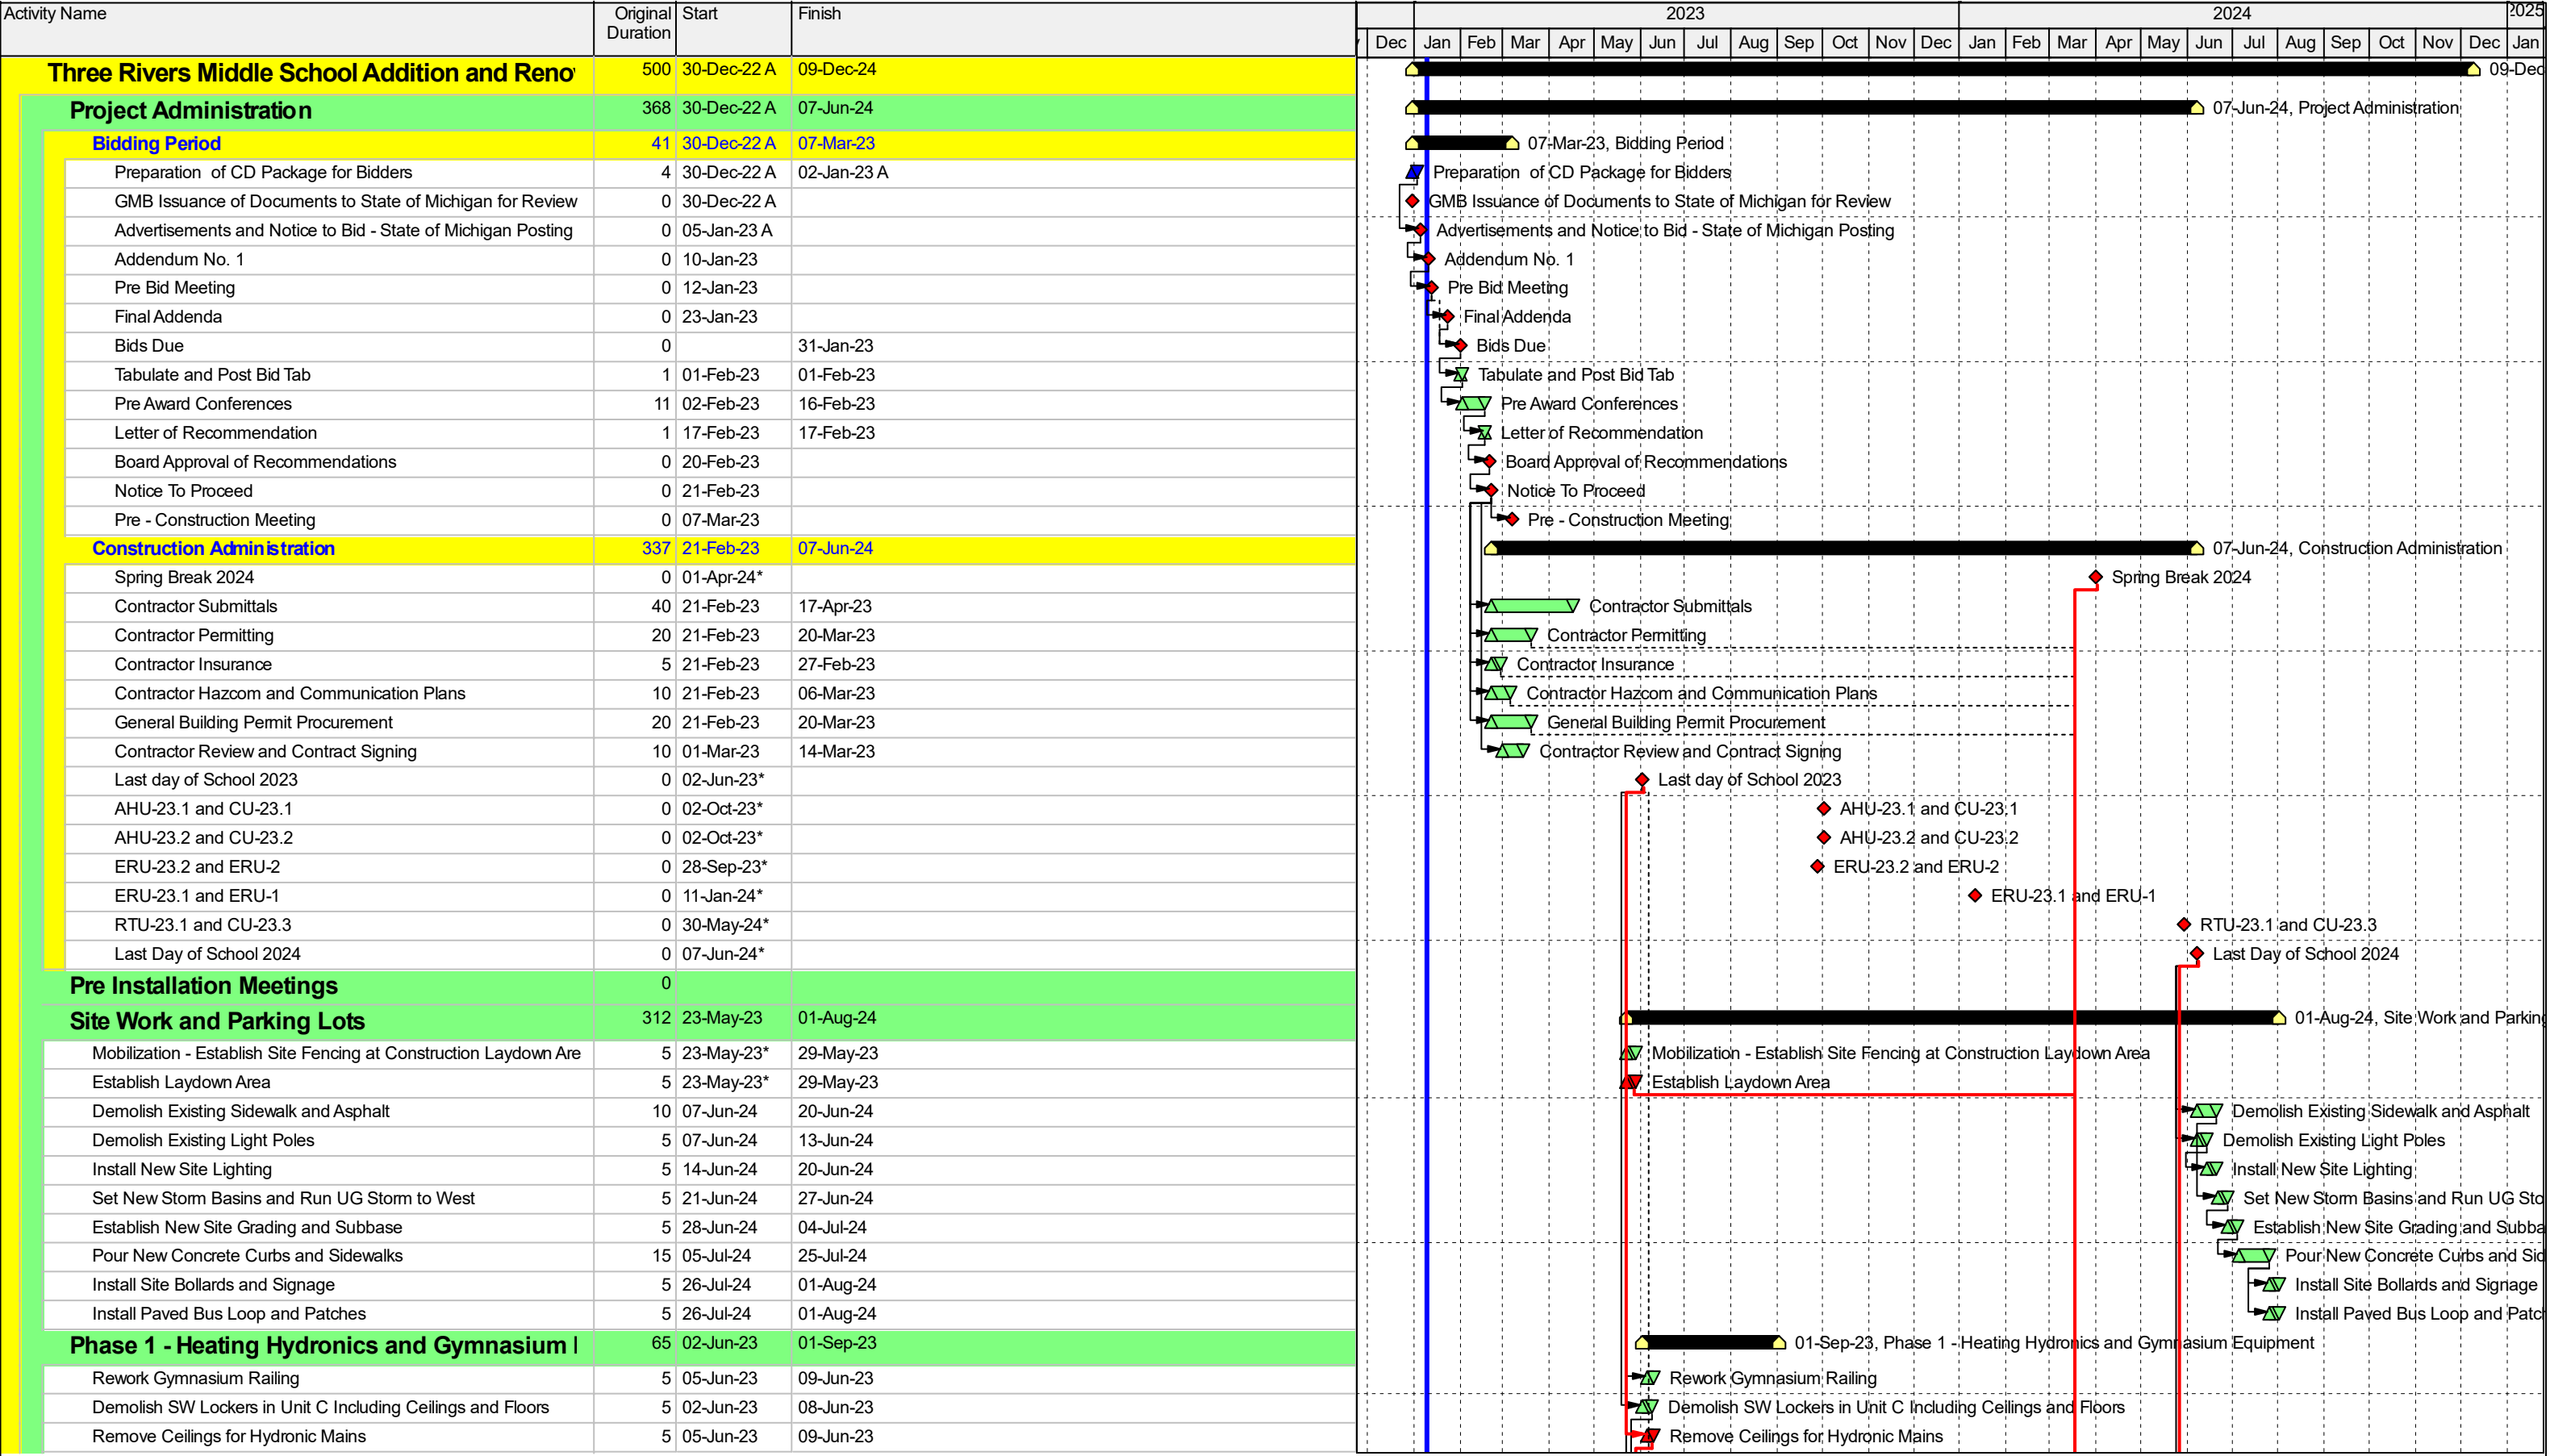 Activity Name Original Duration Start Finish 2023 2024 2025
Dec Jan Feb Mar Apr May Jun Jul Aug Sep Oct Nov Dec Jan Feb Mar Apr May Jun Jul Aug Sep Oct Nov Dec Jan
Three Rivers Middle School Addition and Reno 500 30-Dec-22 A 09-Dec-24 09-Dec
Project Administration 368 30-Dec-22 A 07-Jun-24 07-Jun-24, Project Administration
Bidding Period 41 30-Dec-22 A 07-Mar-23 07-Mar-23, Bidding Period
Preparation of CD Package for Bidders 4 30-Dec-22 A 02-Jan-23 A Preparation of CD Package for Bidders
GMB Issuance of Documents to State of Michigan for Review 0 30-Dec-22 A GMB Issuance of Documents to State of Michigan for Review
Advertisements and Notice to Bid - State of Michigan Posting 0 05-Jan-23 A Advertisements and Notice to Bid - State of Michigan Posting
Addendum No. 1 0 10-Jan-23 Addendum No. 1
Pre Bid Meeting 0 12-Jan-23 Pre Bid Meeting
Final Addenda 0 23-Jan-23 Final Addenda
Bids Due 0 31-Jan-23 Bids Due
Tabulate and Post Bid Tab 1 01-Feb-23 01-Feb-23 Tabulate and Post Bid Tab
Pre Award Conferences 11 02-Feb-23 16-Feb-23 Pre Award Conferences
Letter of Recommendation 1 17-Feb-23 17-Feb-23 Letter of Recommendation
Board Approval of Recommendations 0 20-Feb-23 Board Approval of Recommendations
Notice To Proceed 0 21-Feb-23 Notice To Proceed
Pre - Construction Meeting 0 07-Mar-23 Pre - Construction Meeting
Construction Administration 337 21-Feb-23 07-Jun-24 07-Jun-24, Construction Administration
Spring Break 2024 0 01-Apr-24* Spring Break 2024
Contractor Submittals 40 21-Feb-23 17-Apr-23 Contractor Submittals
Contractor Permitting 20 21-Feb-23 20-Mar-23 Contractor Permitting
Contractor Insurance 5 21-Feb-23 27-Feb-23 Contractor Insurance
Contractor Hazcom and Communication Plans 10 21-Feb-23 06-Mar-23 Contractor Hazcom and Communication Plans
General Building Permit Procurement 20 21-Feb-23 20-Mar-23 General Building Permit Procurement
Contractor Review and Contract Signing 10 01-Mar-23 14-Mar-23 Contractor Review and Contract Signing
Last day of School 2023 0 02-Jun-23* Last day of School 2023
AHU-23.1 and CU-23.1 0 02-Oct-23* AHU-23.1 and CU-23.1
AHU-23.2 and CU-23.2 0 02-Oct-23* AHU-23.2 and CU-23.2
ERU-23.2 and ERU-2 0 28-Sep-23* ERU-23.2 and ERU-2
ERU-23.1 and ERU-1 0 11-Jan-24* ERU-23.1 and ERU-1
RTU-23.1 and CU-23.3 0 30-May-24* RTU-23.1 and CU-23.3
Last Day of School 2024 0 07-Jun-24* Last Day of School 2024
Pre Installation Meetings 0
Site Work and Parking Lots 312 23-May-23 01-Aug-24 01-Aug-24, Site Work and Parking
Mobilization - Establish Site Fencing at Construction Laydown Are 5 23-May-23* 29-May-23 Mobilization - Establish Site Fencing at Construction Laydown Area
Establish Laydown Area 5 23-May-23* 29-May-23 Establish Laydown Area
Demolish Existing Sidewalk and Asphalt 10 07-Jun-24 20-Jun-24 Demolish Existing Sidewalk and Asphalt
Demolish Existing Light Poles 5 07-Jun-24 13-Jun-24 Demolish Existing Light Poles
Install New Site Lighting 5 14-Jun-24 20-Jun-24 Install New Site Lighting
Set New Storm Basins and Run UG Storm to West 5 21-Jun-24 27-Jun-24 Set New Storm Basins and Run UG Sto
Establish New Site Grading and Subbase 5 28-Jun-24 04-Jul-24 Establish New Site Grading and Subba
Pour New Concrete Curbs and Sidewalks 15 05-Jul-24 25-Jul-24 Pour New Concrete Curbs and Sid
Install Site Bollards and Signage 5 26-Jul-24 01-Aug-24 Install Site Bollards and Signage
Install Paved Bus Loop and Patches 5 26-Jul-24 01-Aug-24 Install Paved Bus Loop and Patch
Phase 1 - Heating Hydronics and Gymnasium 65 02-Jun-23 01-Sep-23 01-Sep-23, Phase 1 - Heating Hydronics and Gymnasium Equipment
Rework Gymnasium Railing 5 05-Jun-23 09-Jun-23 Rework Gymnasium Railing
Demolish SW Lockers in Unit C Including Ceilings and Floors 5 02-Jun-23 08-Jun-23 Demolish SW Lockers in Unit C Including Ceilings and Floors
Remove Ceilings for Hydronic Mains 5 05-Jun-23 09-Jun-23 Remove Ceilings for Hydronic Mains